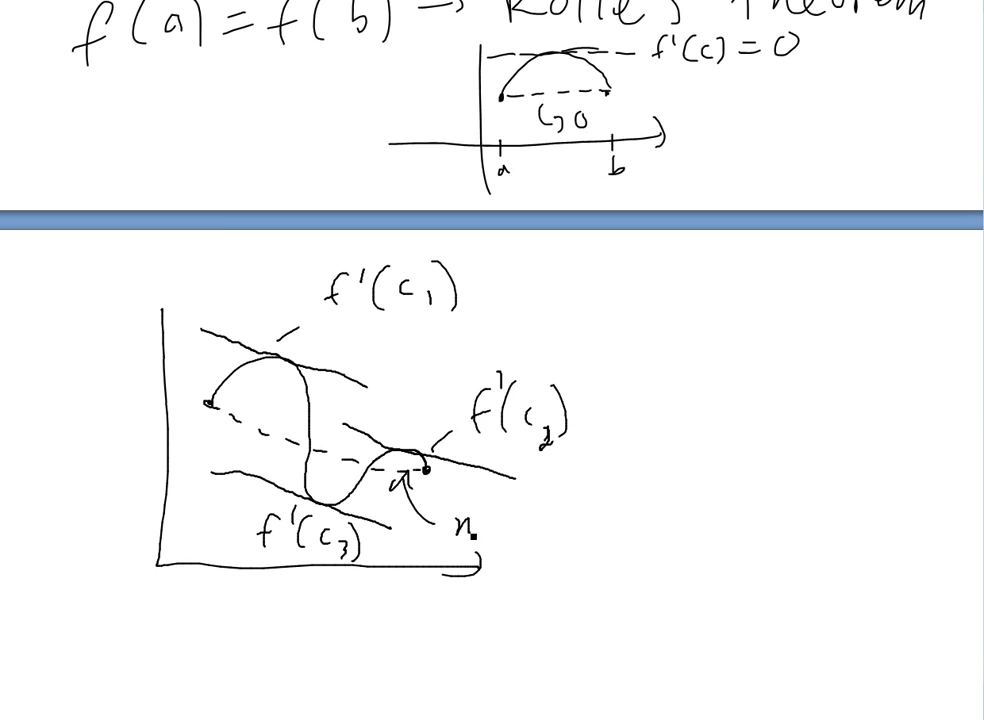 f(a) = f(b) → Rolle's Theorem
f'(c) = 0
↳ 0
a b
f'(c₁)
f'(c₂)
f'(c₃)